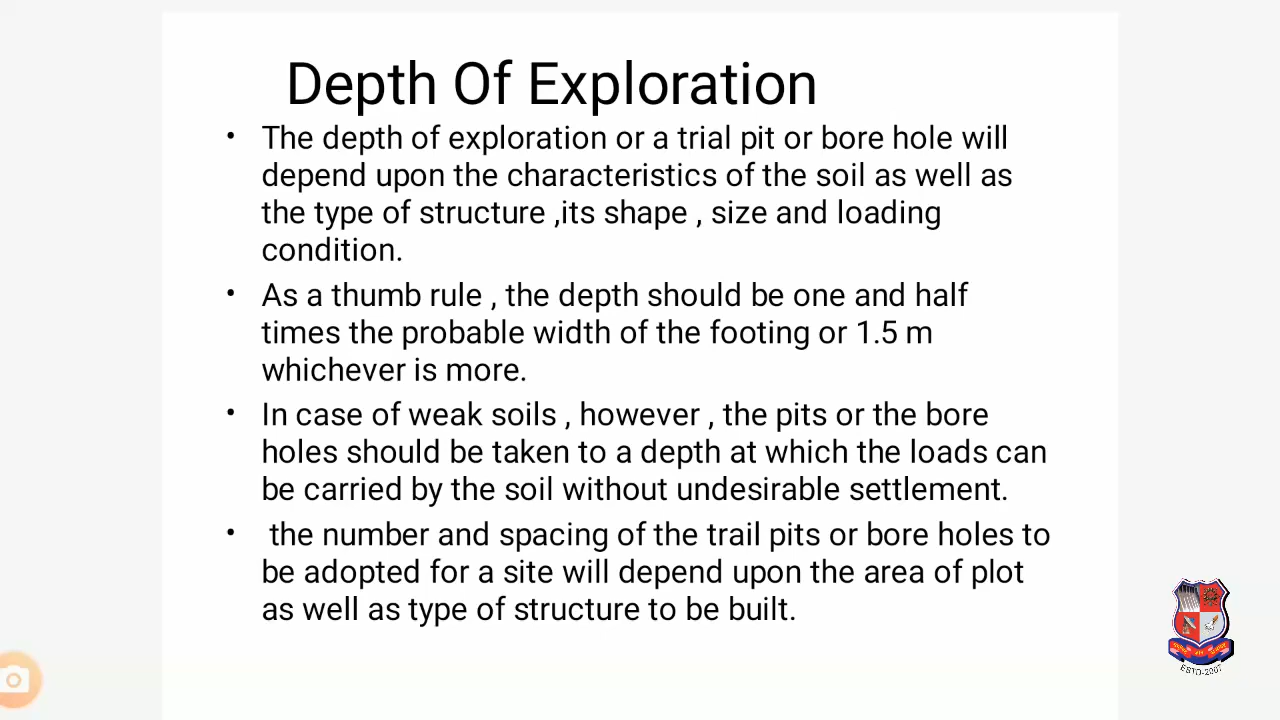 Depth Of Exploration
• The depth of exploration or a trial pit or bore hole will
depend upon the characteristics of the soil as well as
the type of structure ,its shape , size and loading
condition.
• As a thumb rule , the depth should be one and half
times the probable width of the footing or 1.5 m
whichever is more.
• In case of weak soils , however , the pits or the bore
holes should be taken to a depth at which the loads can
be carried by the soil without undesirable settlement.
• the number and spacing of the trail pits or bore holes to
be adopted for a site will depend upon the area of plot
as well as type of structure to be built.
ESTD-2007